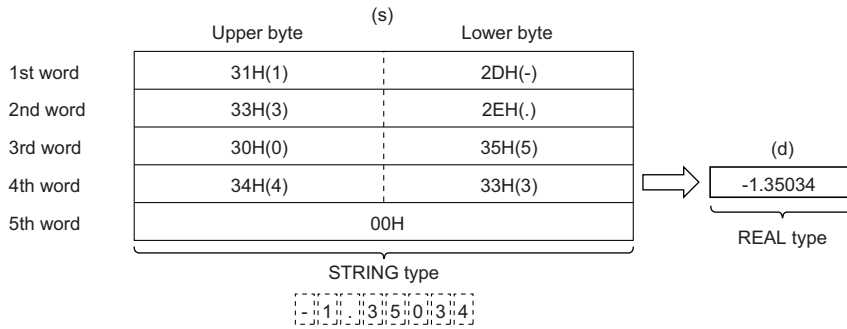 (s)
Upper byte Lower byte
1st word 31H(1) 2DH(-)
2nd word 33H(3) 2EH(.)
3rd word 30H(0) 35H(5)
4th word 34H(4) 33H(3)
5th word 00H
(d)
-1.35034
REAL type
STRING type
- 1 . 3 5 0 3 4